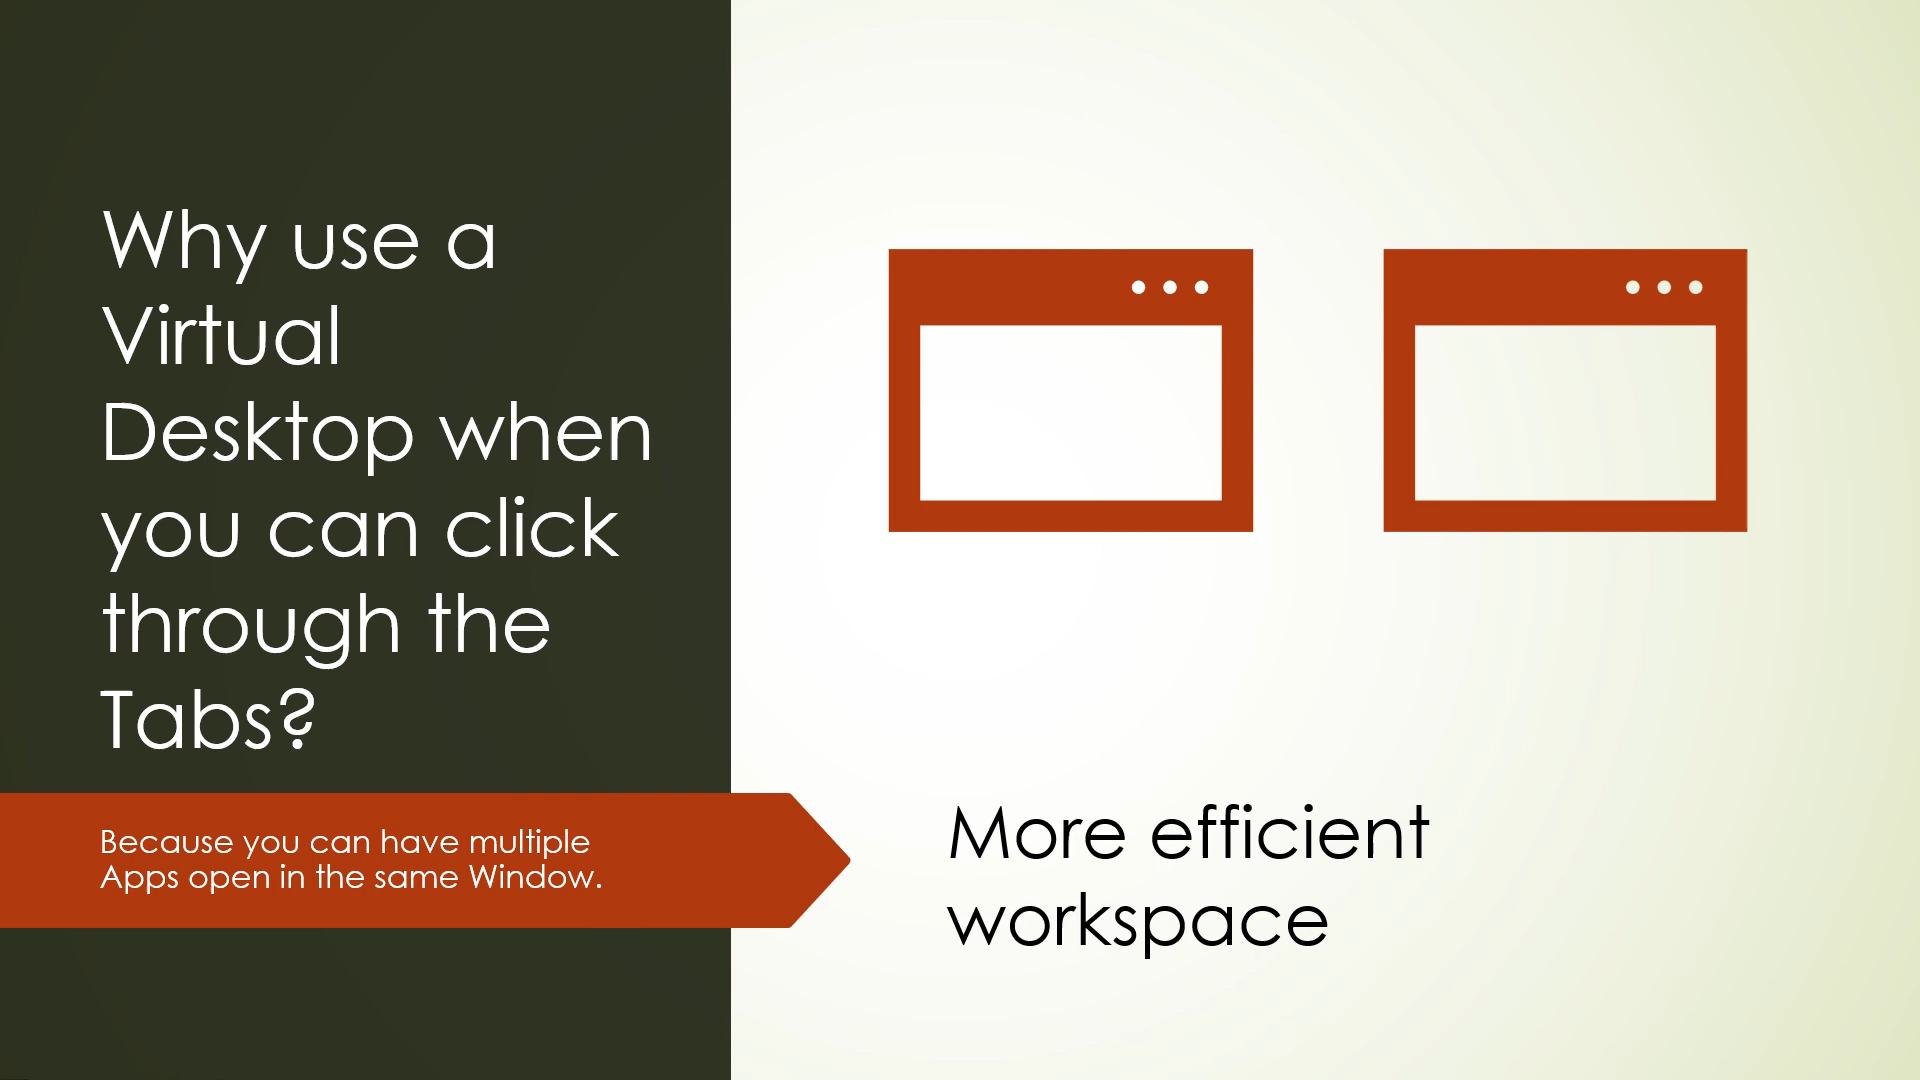 Why use a
Virtual
Desktop when
you can click
through the
Tabs?
Because you can have multiple
Apps open in the same Window.
More efficient
workspace